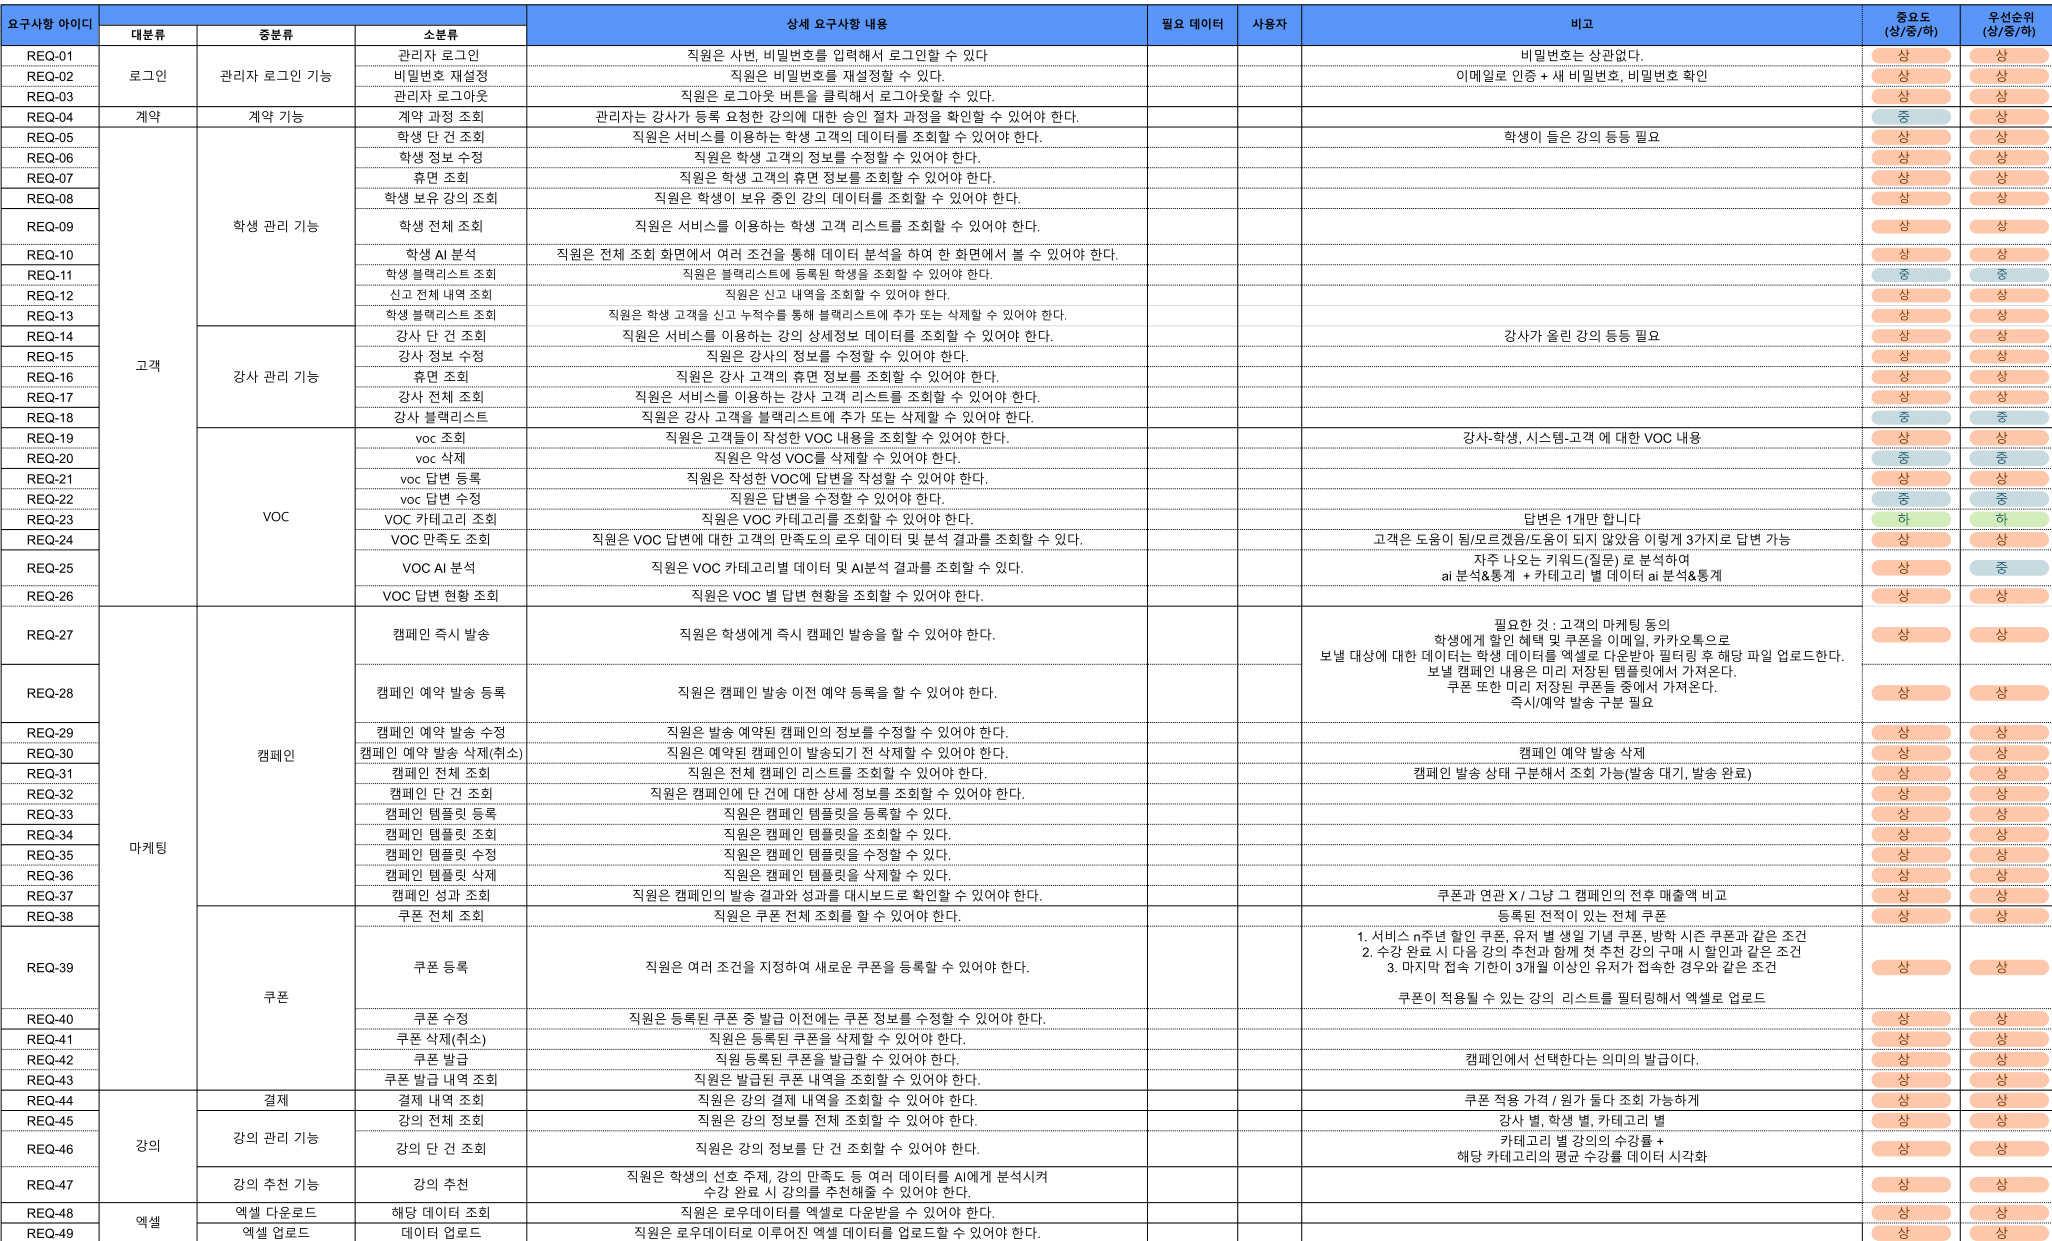 요구사항 아이디 상세 요구사항 내용 필요 데이터 사용자 비고 중요도 (상/중/하) 우선순위 (상/중/하)
대분류 중분류 소분류
REQ-01 관리자 로그인 직원은 사번, 비밀번호를 입력해서 로그인할 수 있다 비밀번호는 상관없다. 상 상
REQ-02 로그인 관리자 로그인 기능 비밀번호 재설정 직원은 비밀번호를 재설정할 수 있다. 이메일로 인증 + 새 비밀번호, 비밀번호 확인 상 상
REQ-03 관리자 로그아웃 직원은 로그아웃 버튼을 클릭해서 로그아웃할 수 있다. 상 상
REQ-04 계약 계약 기능 계약 과정 조회 관리자는 강사가 등록 요청한 강의에 대한 승인 절차 과정을 확인할 수 있어야 한다. 중 상
REQ-05 학생 단 건 조회 직원은 서비스를 이용하는 학생 고객의 데이터를 조회할 수 있어야 한다. 학생이 들은 강의 등등 필요 상 상
REQ-06 학생 정보 수정 직원은 학생 고객의 정보를 수정할 수 있어야 한다. 상 상
REQ-07 휴면 조회 직원은 학생 고객의 휴면 정보를 조회할 수 있어야 한다. 상 상
REQ-08 학생 보유 강의 조회 직원은 학생이 보유 중인 강의 데이터를 조회할 수 있어야 한다. 상 상
REQ-09 학생 관리 기능 학생 전체 조회 직원은 서비스를 이용하는 학생 고객 리스트를 조회할 수 있어야 한다. 상 상
REQ-10 학생 AI 분석 직원은 전체 조회 화면에서 여러 조건을 통해 데이터 분석을 하여 한 화면에서 볼 수 있어야 한다. 상 상
REQ-11 학생 블랙리스트 조회 직원은 블랙리스트에 등록된 학생을 조회할 수 있어야 한다. 중 중
REQ-12 신고 전체 내역 조회 직원은 신고 내역을 조회할 수 있어야 한다. 상 상
REQ-13 학생 블랙리스트 조회 직원은 학생 고객을 신고 누적수를 통해 블랙리스트에 추가 또는 삭제할 수 있어야 한다. 상 상
REQ-14 강사 단 건 조회 직원은 서비스를 이용하는 강의 상세정보 데이터를 조회할 수 있어야 한다. 강사가 올린 강의 등등 필요 상 상
REQ-15 고객 강사 정보 수정 직원은 강사의 정보를 수정할 수 있어야 한다. 상 상
REQ-16 강사 관리 기능 휴면 조회 직원은 강사 고객의 휴면 정보를 조회할 수 있어야 한다. 상 상
REQ-17 강사 전체 조회 직원은 서비스를 이용하는 강사 고객 리스트를 조회할 수 있어야 한다. 상 상
REQ-18 강사 블랙리스트 직원은 강사 고객을 블랙리스트에 추가 또는 삭제할 수 있어야 한다. 중 중
REQ-19 voc 조회 직원은 고객들이 작성한 VOC 내용을 조회할 수 있어야 한다. 강사-학생, 시스템-고객 에 대한 VOC 내용 상 상
REQ-20 voc 삭제 직원은 악성 VOC를 삭제할 수 있어야 한다. 중 중
REQ-21 voc 답변 등록 직원은 작성한 VOC에 답변을 작성할 수 있어야 한다. 상 상
REQ-22 voc 답변 수정 직원은 답변을 수정할 수 있어야 한다. 중 중
REQ-23 VOC VOC 카테고리 조회 직원은 VOC 카테고리를 조회할 수 있어야 한다. 답변은 1개만 합니다 하 하
REQ-24 VOC 만족도 조회 직원은 VOC 답변에 대한 고객의 만족도의 로우 데이터 및 분석 결과를 조회할 수 있다. 고객은 도움이 됨/모르겠음/도움이 되지 않았음 이렇게 3가지로 답변 가능 상 상
REQ-25 VOC AI 분석 직원은 VOC 카테고리별 데이터 및 AI분석 결과를 조회할 수 있다. 자주 나오는 키워드(질문) 로 분석하여 상 중
ai 분석&통계 + 카테고리 별 데이터 ai 분석&통계
REQ-26 VOC 답변 현황 조회 직원은 VOC 별 답변 현황을 조회할 수 있어야 한다. 상 상
REQ-27 캠페인 즉시 발송 직원은 학생에게 즉시 캠페인 발송을 할 수 있어야 한다. 필요한 것 : 고객의 마케팅 동의 상 상
학생에게 할인 혜택 및 쿠폰을 이메일, 카카오톡으로
보낼 대상에 대한 데이터는 학생 데이터를 엑셀로 다운받아 필터링 후 해당 파일 업로드한다.
보낼 캠페인 내용은 미리 저장된 템플릿에서 가져온다.
REQ-28 캠페인 예약 발송 등록 직원은 캠페인 발송 이전 예약 등록을 할 수 있어야 한다. 쿠폰 또한 미리 저장된 쿠폰들 중에서 가져온다. 상 상
즉시/예약 발송 구분 필요
REQ-29 캠페인 예약 발송 수정 직원은 발송 예약된 캠페인의 정보를 수정할 수 있어야 한다. 상 상
REQ-30 캠페인 캠페인 예약 발송 삭제(취소) 직원은 예약된 캠페인이 발송되기 전 삭제할 수 있어야 한다. 캠페인 예약 발송 삭제 상 상
REQ-31 캠페인 전체 조회 직원은 전체 캠페인 리스트를 조회할 수 있어야 한다. 캠페인 발송 상태 구분해서 조회 가능(발송 대기, 발송 완료) 상 상
REQ-32 캠페인 단 건 조회 직원은 캠페인에 단 건에 대한 상세 정보를 조회할 수 있어야 한다. 상 상
REQ-33 캠페인 템플릿 등록 직원은 캠페인 템플릿을 등록할 수 있다. 상 상
REQ-34 캠페인 템플릿 조회 직원은 캠페인 템플릿을 조회할 수 있다. 상 상
REQ-35 마케팅 캠페인 템플릿 수정 직원은 캠페인 템플릿을 수정할 수 있다. 상 상
REQ-36 캠페인 템플릿 삭제 직원은 캠페인 템플릿을 삭제할 수 있다. 상 상
REQ-37 캠페인 성과 조회 직원은 캠페인의 발송 결과와 성과를 대시보드로 확인할 수 있어야 한다. 쿠폰과 연관 X / 그냥 그 캠페인의 전후 매출액 비교 상 상
REQ-38 쿠폰 전체 조회 직원은 쿠폰 전체 조회를 할 수 있어야 한다. 등록된 전적이 있는 전체 쿠폰 상 상
REQ-39 쿠폰 등록 직원은 여러 조건을 지정하여 새로운 쿠폰을 등록할 수 있어야 한다. 1. 서비스 n주년 할인 쿠폰, 유저 별 생일 기념 쿠폰, 방학 시즌 쿠폰과 같은 조건 상 상
2. 수강 완료 시 다음 강의 추천과 함께 첫 추천 강의 구매 시 할인과 같은 조건
3. 마지막 접속 기한이 3개월 이상인 유저가 접속한 경우와 같은 조건
쿠폰이 적용될 수 있는 강의 리스트를 필터링해서 엑셀로 업로드
쿠폰
REQ-40 쿠폰 수정 직원은 등록된 쿠폰 중 발급 이전에는 쿠폰 정보를 수정할 수 있어야 한다. 상 상
REQ-41 쿠폰 삭제(취소) 직원은 등록된 쿠폰을 삭제할 수 있어야 한다. 상 상
REQ-42 쿠폰 발급 직원 등록된 쿠폰을 발급할 수 있어야 한다. 캠페인에서 선택한다는 의미의 발급이다. 상 상
REQ-43 쿠폰 발급 내역 조회 직원은 발급된 쿠폰 내역을 조회할 수 있어야 한다. 상 상
REQ-44 결제 결제 내역 조회 직원은 강의 결제 내역을 조회할 수 있어야 한다. 쿠폰 적용 가격 / 원가 둘다 조회 가능하게 상 상
REQ-45 강의 전체 조회 직원은 강의 정보를 전체 조회할 수 있어야 한다. 강사 별, 학생 별, 카테고리 별 상 상
REQ-46 강의 강의 관리 기능 강의 단 건 조회 직원은 강의 정보를 단 건 조회할 수 있어야 한다. 카테고리 별 강의의 수강률 + 상 상
해당 카테고리의 평균 수강률 데이터 시각화
REQ-47 강의 추천 기능 강의 추천 직원은 학생의 선호 주제, 강의 만족도 등 여러 데이터를 AI에게 분석시켜 상 상
수강 완료 시 강의를 추천해줄 수 있어야 한다.
REQ-48 엑셀 엑셀 다운로드 해당 데이터 조회 직원은 로우데이터를 엑셀로 다운받을 수 있어야 한다. 상 상
REQ-49 엑셀 업로드 데이터 업로드 직원은 로우데이터로 이루어진 엑셀 데이터를 업로드할 수 있어야 한다. 상 상